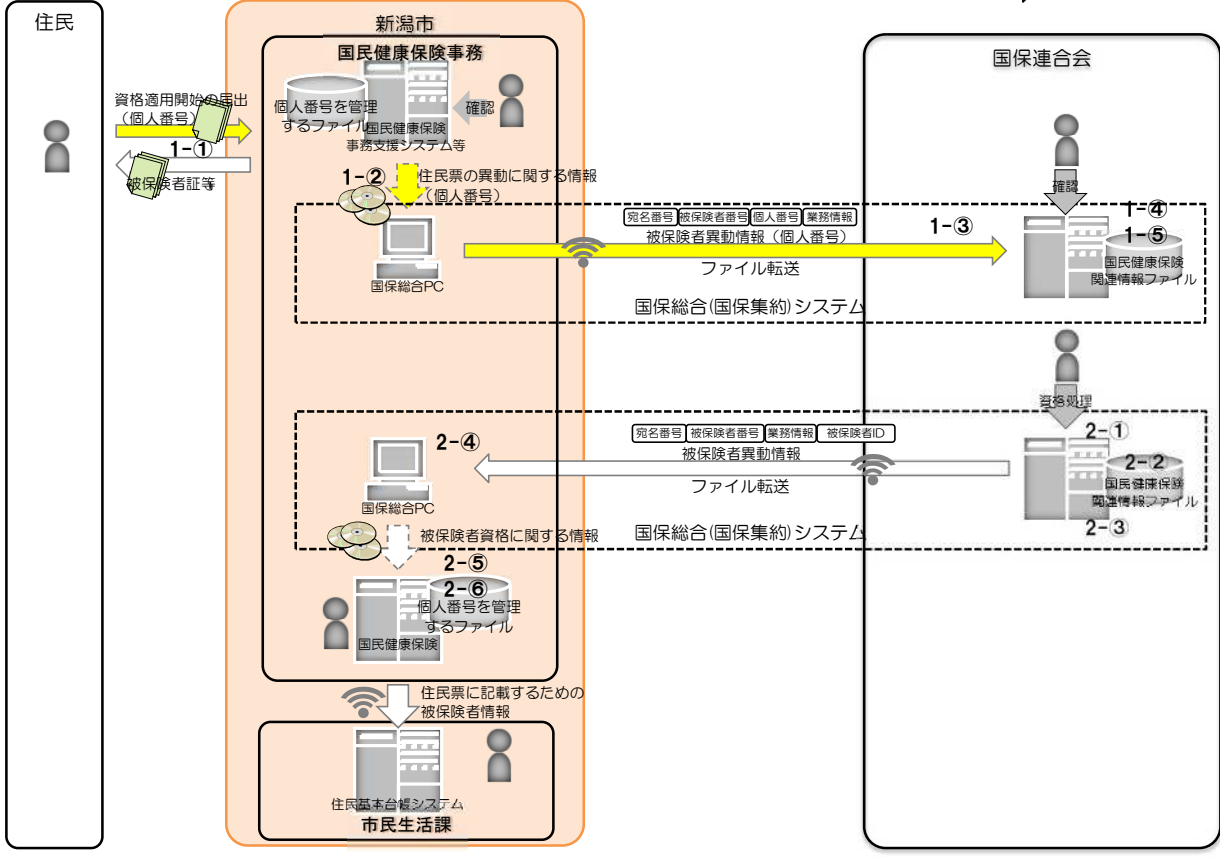 住民
新潟市
国民健康保険事務
国保連合会
資格適用開始の届出
（個人番号）
1-①
被保険者証等
個人番号を管理
するファイル
国民健康保険
事務支援システム等
確認
1-②
住民票の異動に関する情報
（個人番号）
国保総合PC
宛名番号 被保険者番号 個人番号 業務情報
被保険者異動情報（個人番号）
ファイル転送
1-③
国保総合(国保集約)システム
確認
1-④
1-⑤
国民健康保険
関連情報ファイル
資格処理
2-①
2-②
国民健康保険
関連情報ファイル
2-③
宛名番号 被保険者番号 業務情報 被保険者ID
被保険者異動情報
ファイル転送
国保総合(国保集約)システム
2-④
国保総合PC
被保険者資格に関する情報
2-⑤
2-⑥
個人番号を管理
するファイル
国民健康保険
住民票に記載するための
被保険者情報
住民基本台帳システム
市民生活課